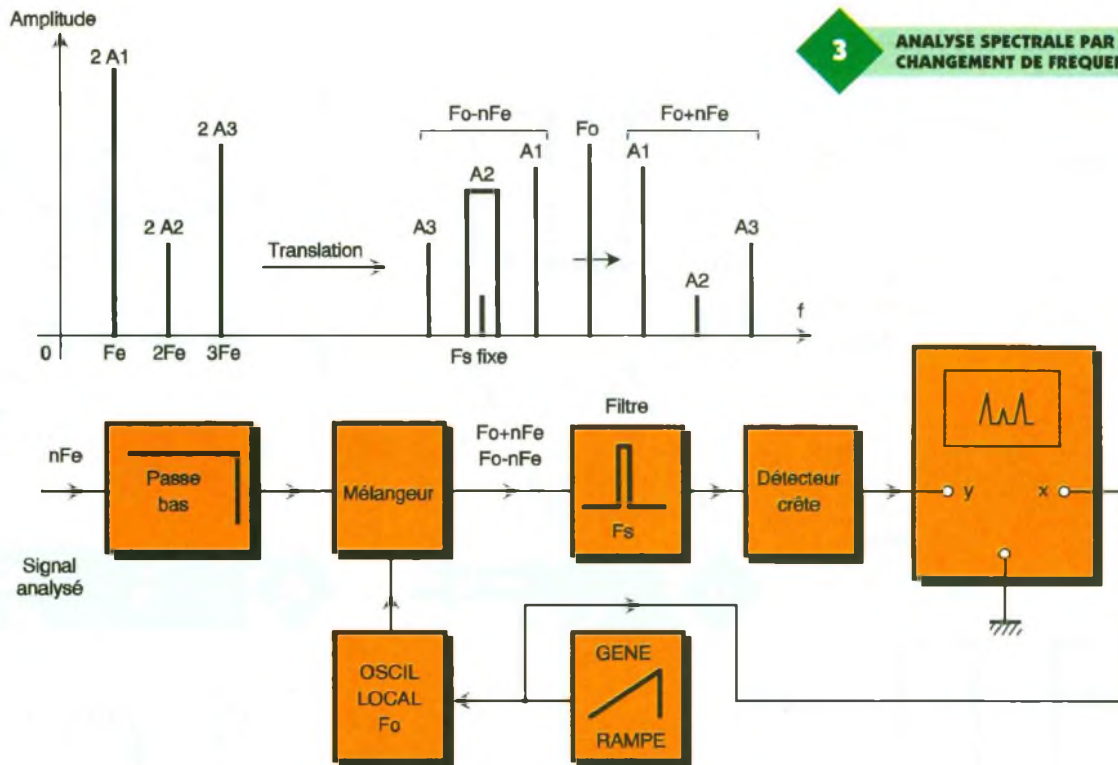 Amplitude
3
ANALYSE SPECTRALE PAR
CHANGEMENT DE FREQUE
2 A1
2 A3
2 A2
Translation
Fo-nFe
Fo
Fo+nFe
A1
A2
A3
A1
A2
A3
f
0
Fe
2Fe
3Fe
Fs fixe
nFe
Signal
analysé
Passe
bas
Mélangeur
Fo+nFe
Fo-nFe
Filtre
Fs
Détecteur
crête
y
x
OSCIL
LOCAL
Fo
GENE
RAMPE